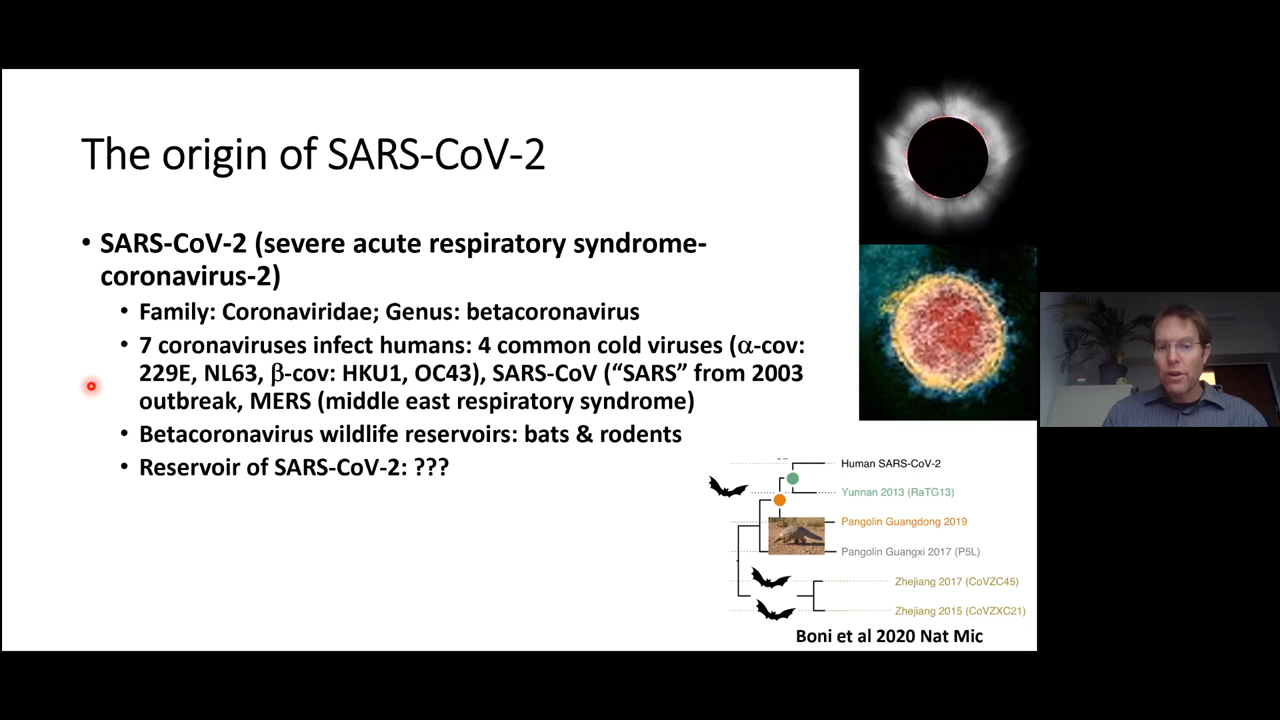 The origin of SARS-CoV-2
• SARS-CoV-2 (severe acute respiratory syndrome-
coronavirus-2)
• Family: Coronaviridae; Genus: betacoronavirus
• 7 coronaviruses infect humans: 4 common cold viruses (α-cov:
229E, NL63, β-cov: HKU1, OC43), SARS-CoV (“SARS” from 2003
outbreak, MERS (middle east respiratory syndrome)
• Betacoronavirus wildlife reservoirs: bats & rodents
• Reservoir of SARS-CoV-2: ???
Human SARS-CoV-2
Yunnan 2013 (RaTG13)
Pangolin Guangdong 2019
Pangolin Guangxi 2017 (P5L)
Zhejiang 2017 (CoVZC45)
Zhejiang 2015 (CoVZXC21)
Boni et al 2020 Nat Mic